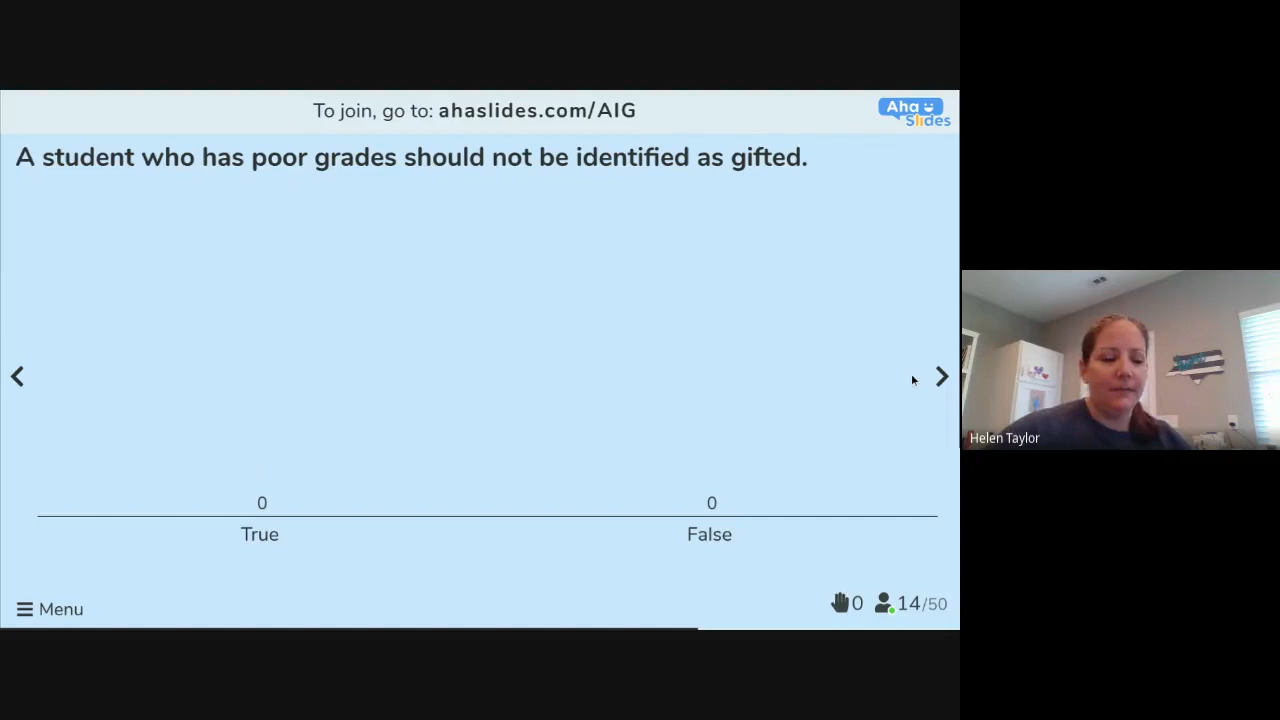 To join, go to: ahaslides.com/AIG
Aha
Slides
A student who has poor grades should not be identified as gifted.
0
0
True
False
Helen Taylor
Menu
0
14/50